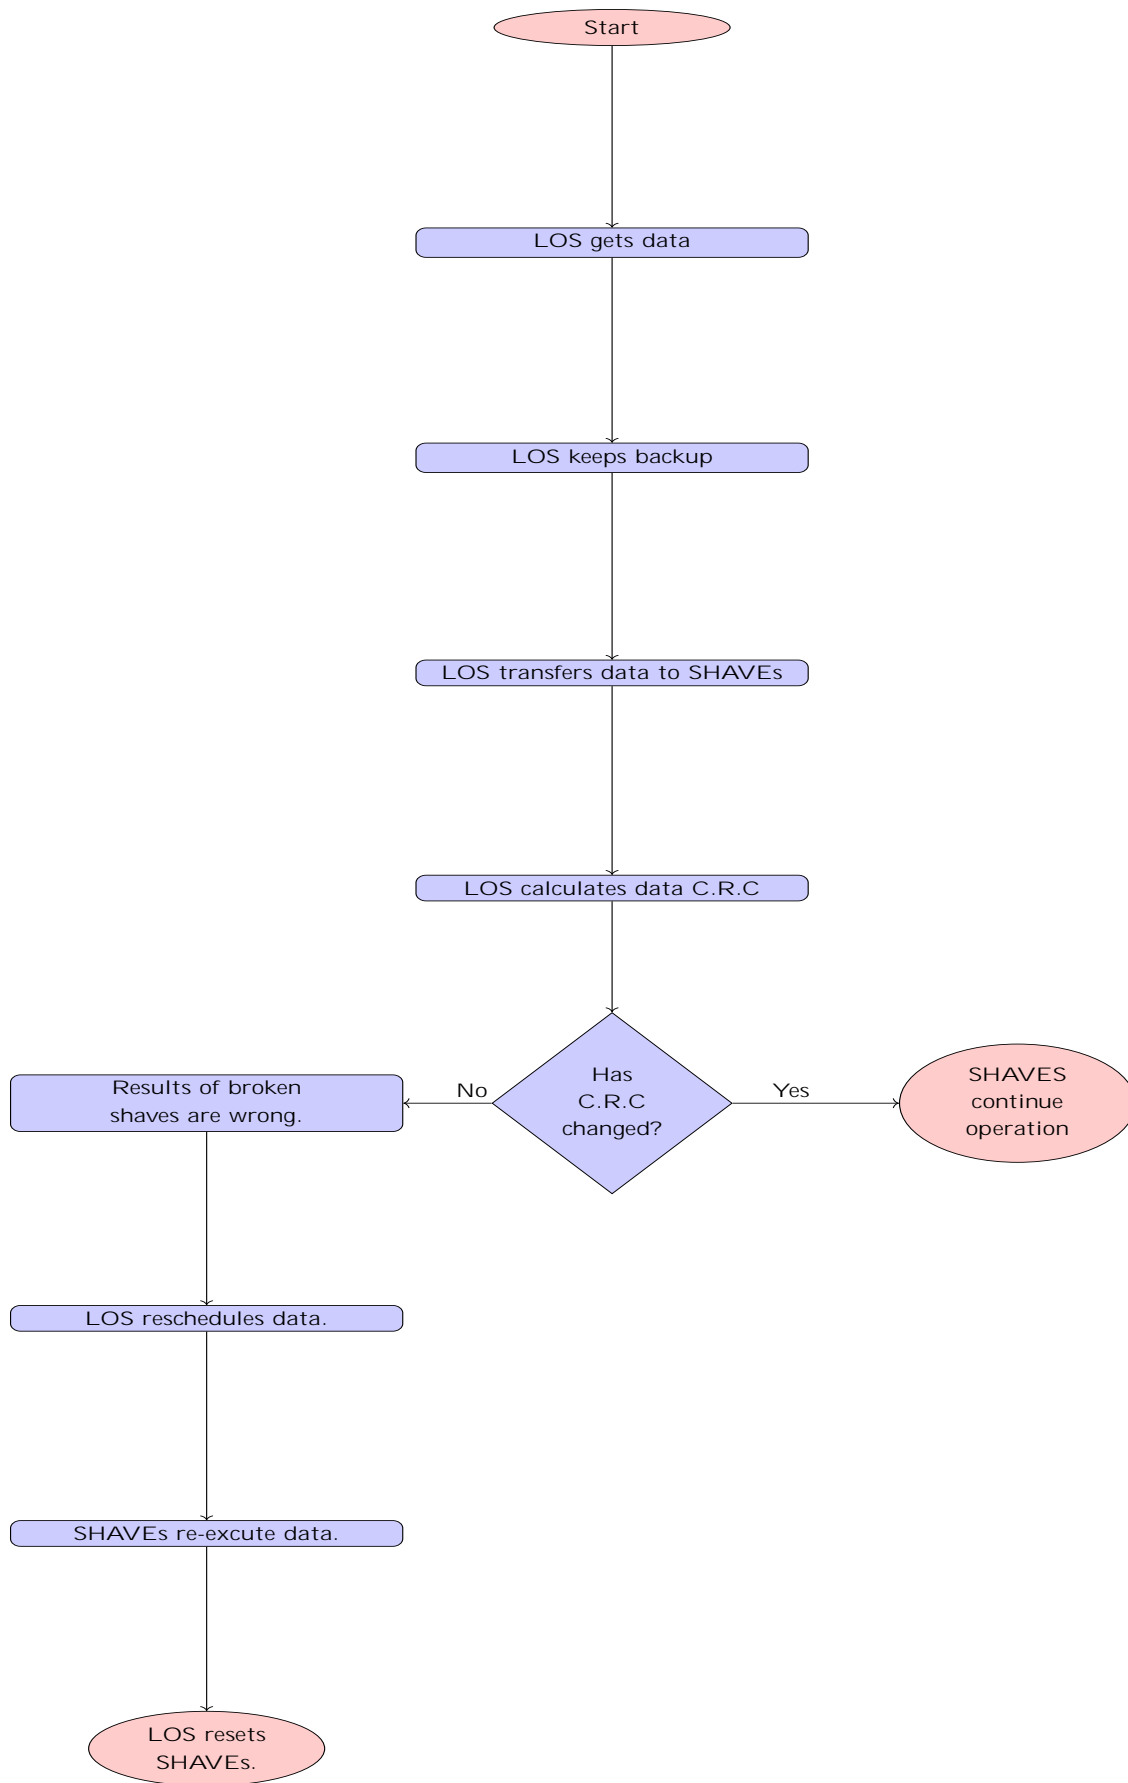 Start
LOS gets data
LOS keeps backup
LOS transfers data to SHAVEs
LOS calculates data C.R.C
Has
C.R.C
changed?
No
Yes
Results of broken
shaves are wrong.
SHAVES
continue
operation
LOS reschedules data.
SHAVEs re-excute data.
LOS resets
SHAVEs.